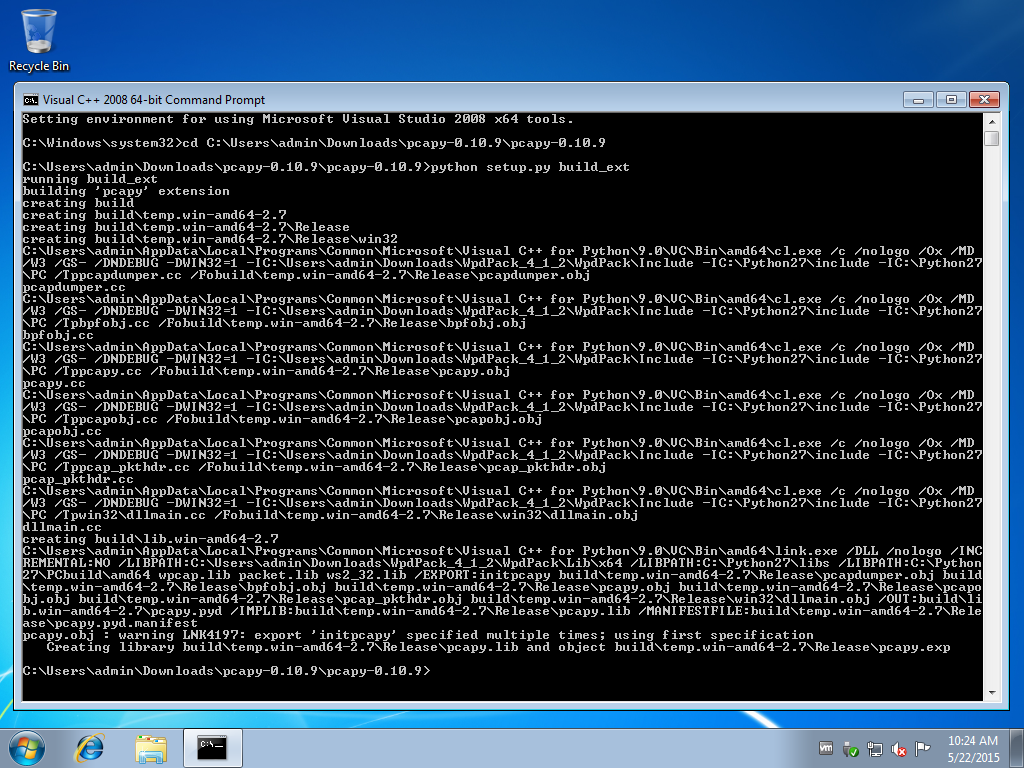 Recycle Bin
Visual C++ 2008 64-bit Command Prompt
Setting environment for using Microsoft Visual Studio 2008 x64 tools.
C:\Windows\system32>cd C:\Users\admin\Downloads\pcapy-0.10.9\pcapy-0.10.9
C:\Users\admin\Downloads\pcapy-0.10.9\pcapy-0.10.9>python setup.py build_ext
running build_ext
building 'pcapy' extension
creating build
creating build\temp.win-amd64-2.7
creating build\temp.win-amd64-2.7\Release
creating build\temp.win-amd64-2.7\Release\win32
C:\Users\admin\AppData\Local\Programs\Common\Microsoft\Visual C++ for Python\9.0\VC\Bin\amd64\cl.exe /c /nologo /Ox /MD
/W3 /GS- /DNDEBUG -DWIN32=1 -IC:\Users\admin\Downloads\WpdPack_4_1_2\WpdPack\Include -IC:\Python27\include -IC:\Python27
\PC /Tppcapdumper.cc /Fobuild\temp.win-amd64-2.7\Release\pcapdumper.obj
pcapdumper.cc
C:\Users\admin\AppData\Local\Programs\Common\Microsoft\Visual C++ for Python\9.0\VC\Bin\amd64\cl.exe /c /nologo /Ox /MD
/W3 /GS- /DNDEBUG -DWIN32=1 -IC:\Users\admin\Downloads\WpdPack_4_1_2\WpdPack\Include -IC:\Python27\include -IC:\Python27
\PC /Tpbpfobj.cc /Fobuild\temp.win-amd64-2.7\Release\bpfobj.obj
bpfobj.cc
C:\Users\admin\AppData\Local\Programs\Common\Microsoft\Visual C++ for Python\9.0\VC\Bin\amd64\cl.exe /c /nologo /Ox /MD
/W3 /GS- /DNDEBUG -DWIN32=1 -IC:\Users\admin\Downloads\WpdPack_4_1_2\WpdPack\Include -IC:\Python27\include -IC:\Python27
\PC /Tppcapy.cc /Fobuild\temp.win-amd64-2.7\Release\pcapy.obj
pcapy.cc
C:\Users\admin\AppData\Local\Programs\Common\Microsoft\Visual C++ for Python\9.0\VC\Bin\amd64\cl.exe /c /nologo /Ox /MD
/W3 /GS- /DNDEBUG -DWIN32=1 -IC:\Users\admin\Downloads\WpdPack_4_1_2\WpdPack\Include -IC:\Python27\include -IC:\Python27
\PC /Tppcapobj.cc /Fobuild\temp.win-amd64-2.7\Release\pcapobj.obj
pcapobj.cc
C:\Users\admin\AppData\Local\Programs\Common\Microsoft\Visual C++ for Python\9.0\VC\Bin\amd64\cl.exe /c /nologo /Ox /MD
/W3 /GS- /DNDEBUG -DWIN32=1 -IC:\Users\admin\Downloads\WpdPack_4_1_2\WpdPack\Include -IC:\Python27\include -IC:\Python27
\PC /Tppcap_pkthdr.cc /Fobuild\temp.win-amd64-2.7\Release\pcap_pkthdr.obj
pcap_pkthdr.cc
C:\Users\admin\AppData\Local\Programs\Common\Microsoft\Visual C++ for Python\9.0\VC\Bin\amd64\cl.exe /c /nologo /Ox /MD
/W3 /GS- /DNDEBUG -DWIN32=1 -IC:\Users\admin\Downloads\WpdPack_4_1_2\WpdPack\Include -IC:\Python27\include -IC:\Python27
\PC /Tpwin32\dllmain.cc /Fobuild\temp.win-amd64-2.7\Release\win32\dllmain.obj
dllmain.cc
creating build\lib.win-amd64-2.7
C:\Users\admin\AppData\Local\Programs\Common\Microsoft\Visual C++ for Python\9.0\VC\Bin\amd64\link.exe /DLL /nologo /INC
REMENTAL:NO /LIBPATH:C:\Users\admin\Downloads\WpdPack_4_1_2\WpdPack\Lib\x64 /LIBPATH:C:\Python27\libs /LIBPATH:C:\Python
27\PCbuild\amd64 wpcap.lib packet.lib ws2_32.lib /EXPORT:initpcapy build\temp.win-amd64-2.7\Release\pcapdumper.obj build
\temp.win-amd64-2.7\Release\bpfobj.obj build\temp.win-amd64-2.7\Release\pcapy.obj build\temp.win-amd64-2.7\Release\pcapo
bj.obj build\temp.win-amd64-2.7\Release\pcap_pkthdr.obj build\temp.win-amd64-2.7\Release\win32\dllmain.obj /OUT:build\li
b.win-amd64-2.7\pcapy.pyd /IMPLIB:build\temp.win-amd64-2.7\Release\pcapy.lib /MANIFESTFILE:build\temp.win-amd64-2.7\Rele
ase\pcapy.pyd.manifest
pcapy.obj : warning LNK4197: export 'initpcapy' specified multiple times; using first specification
   Creating library build\temp.win-amd64-2.7\Release\pcapy.lib and object build\temp.win-amd64-2.7\Release\pcapy.exp
C:\Users\admin\Downloads\pcapy-0.10.9\pcapy-0.10.9>
10:24 AM
5/22/2015